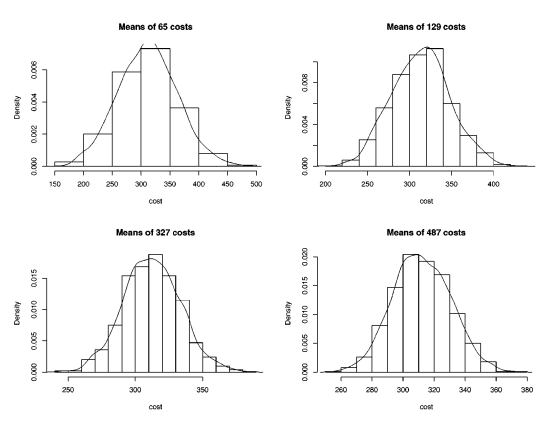 Means of 65 costs
Density
0.000 0.002 0.004 0.006
150 200 250 300 350 400 450 500
cost
Means of 129 costs
Density
0.000 0.004 0.008
200 250 300 350 400
cost
Means of 327 costs
Density
0.000 0.005 0.010 0.015
250 300 350
cost
Means of 487 costs
Density
0.000 0.005 0.010 0.015 0.020
260 280 300 320 340 360 380
cost